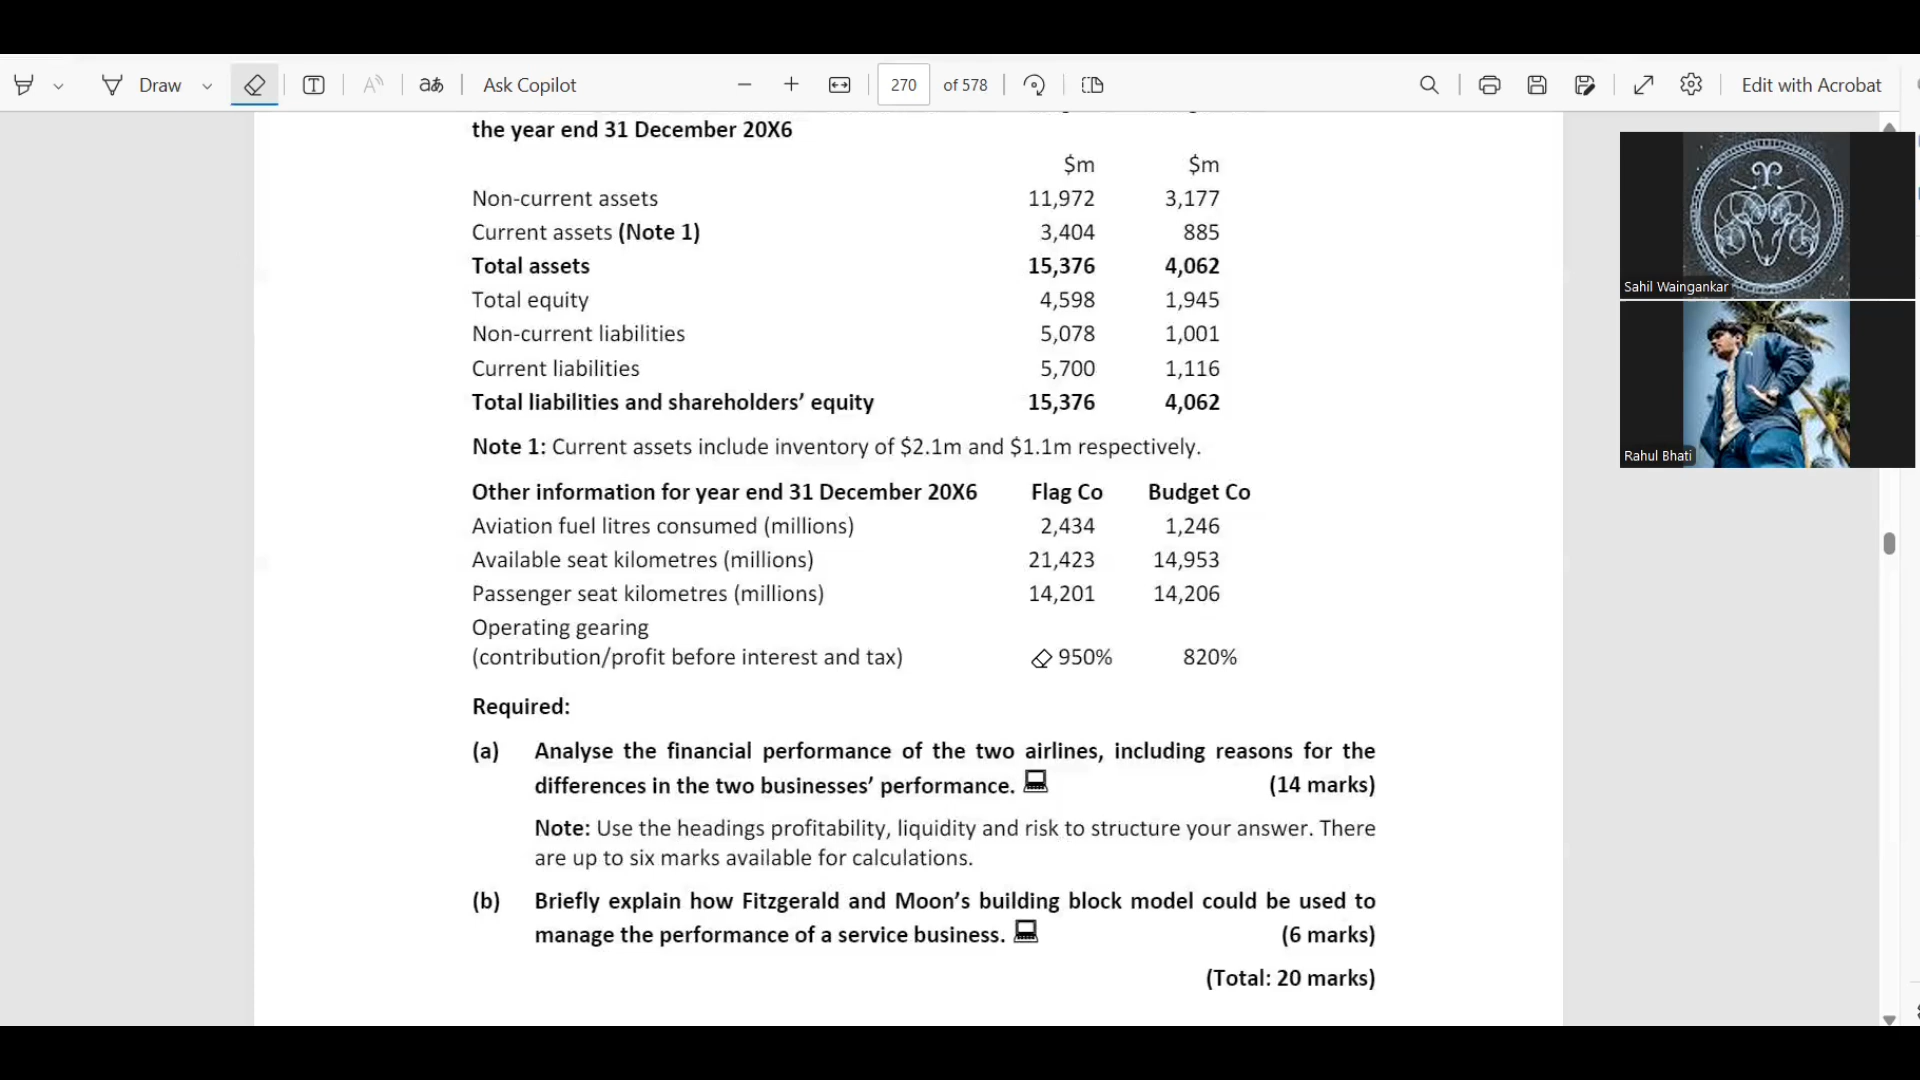 Draw
aあ
Ask Copilot
270 of 578
Edit with Acrobat
the year end 31 December 20X6
$m $m
Non-current assets 11,972 3,177
Current assets (Note 1) 3,404 885
Total assets 15,376 4,062
Total equity 4,598 1,945
Non-current liabilities 5,078 1,001
Current liabilities 5,700 1,116
Total liabilities and shareholders' equity 15,376 4,062
Note 1: Current assets include inventory of $2.1m and $1.1m respectively.
Other information for year end 31 December 20X6 Flag Co Budget Co
Aviation fuel litres consumed (millions) 2,434 1,246
Available seat kilometres (millions) 21,423 14,953
Passenger seat kilometres (millions) 14,201 14,206
Operating gearing
(contribution/profit before interest and tax) 950% 820%
Required:
(a) Analyse the financial performance of the two airlines, including reasons for the
differences in the two businesses' performance. (14 marks)
Note: Use the headings profitability, liquidity and risk to structure your answer. There
are up to six marks available for calculations.
(b) Briefly explain how Fitzgerald and Moon's building block model could be used to
manage the performance of a service business. (6 marks)
(Total: 20 marks)
Sahil Waingankar
Rahul Bhati